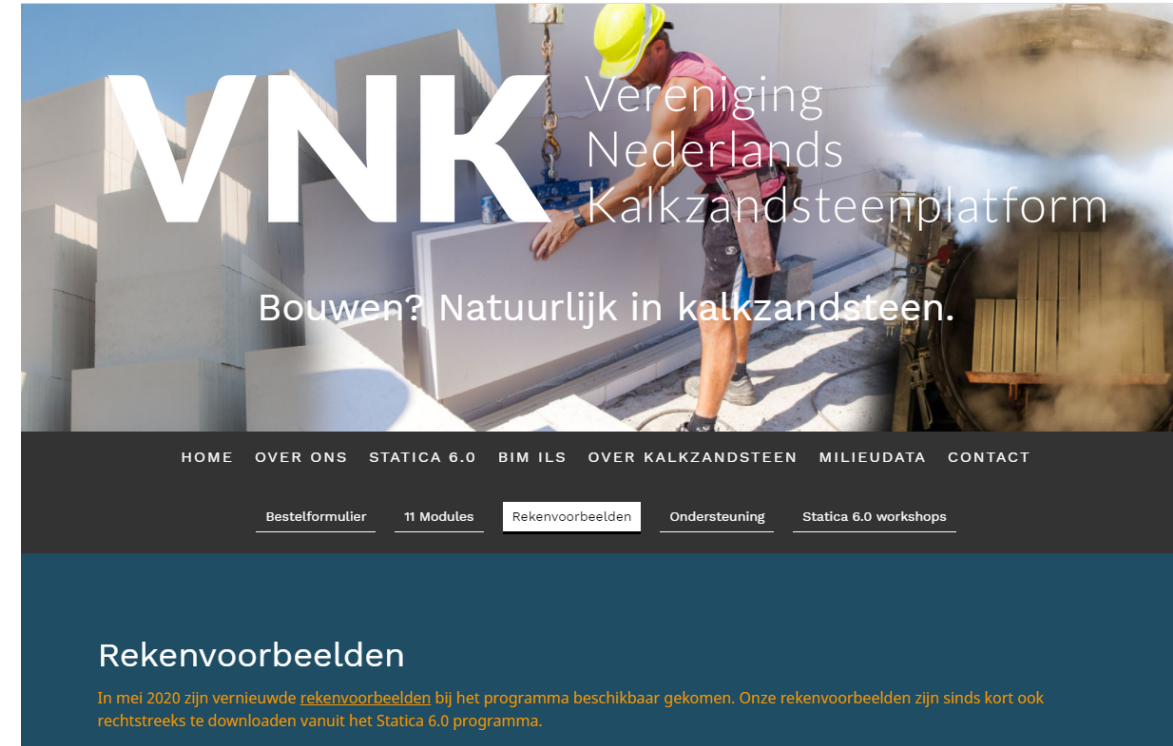 VNK
Vereniging
Nederlands
Kalkzandsteenplatform
Bouwen? Natuurlijk in kalkzandsteen.
HOME OVER ONS STATICA 6.0 BIM ILS OVER KALKZANDSTEEN MILIEUDATA CONTACT
Bestelformulier 11 Modules Rekenvoorbeelden Ondersteuning Statica 6.0 workshops
Rekenvoorbeelden
In mei 2020 zijn vernieuwde rekenvoorbeelden bij het programma beschikbaar gekomen. Onze rekenvoorbeelden zijn sinds kort ook
rechtstreeks te downloaden vanuit het Statica 6.0 programma.